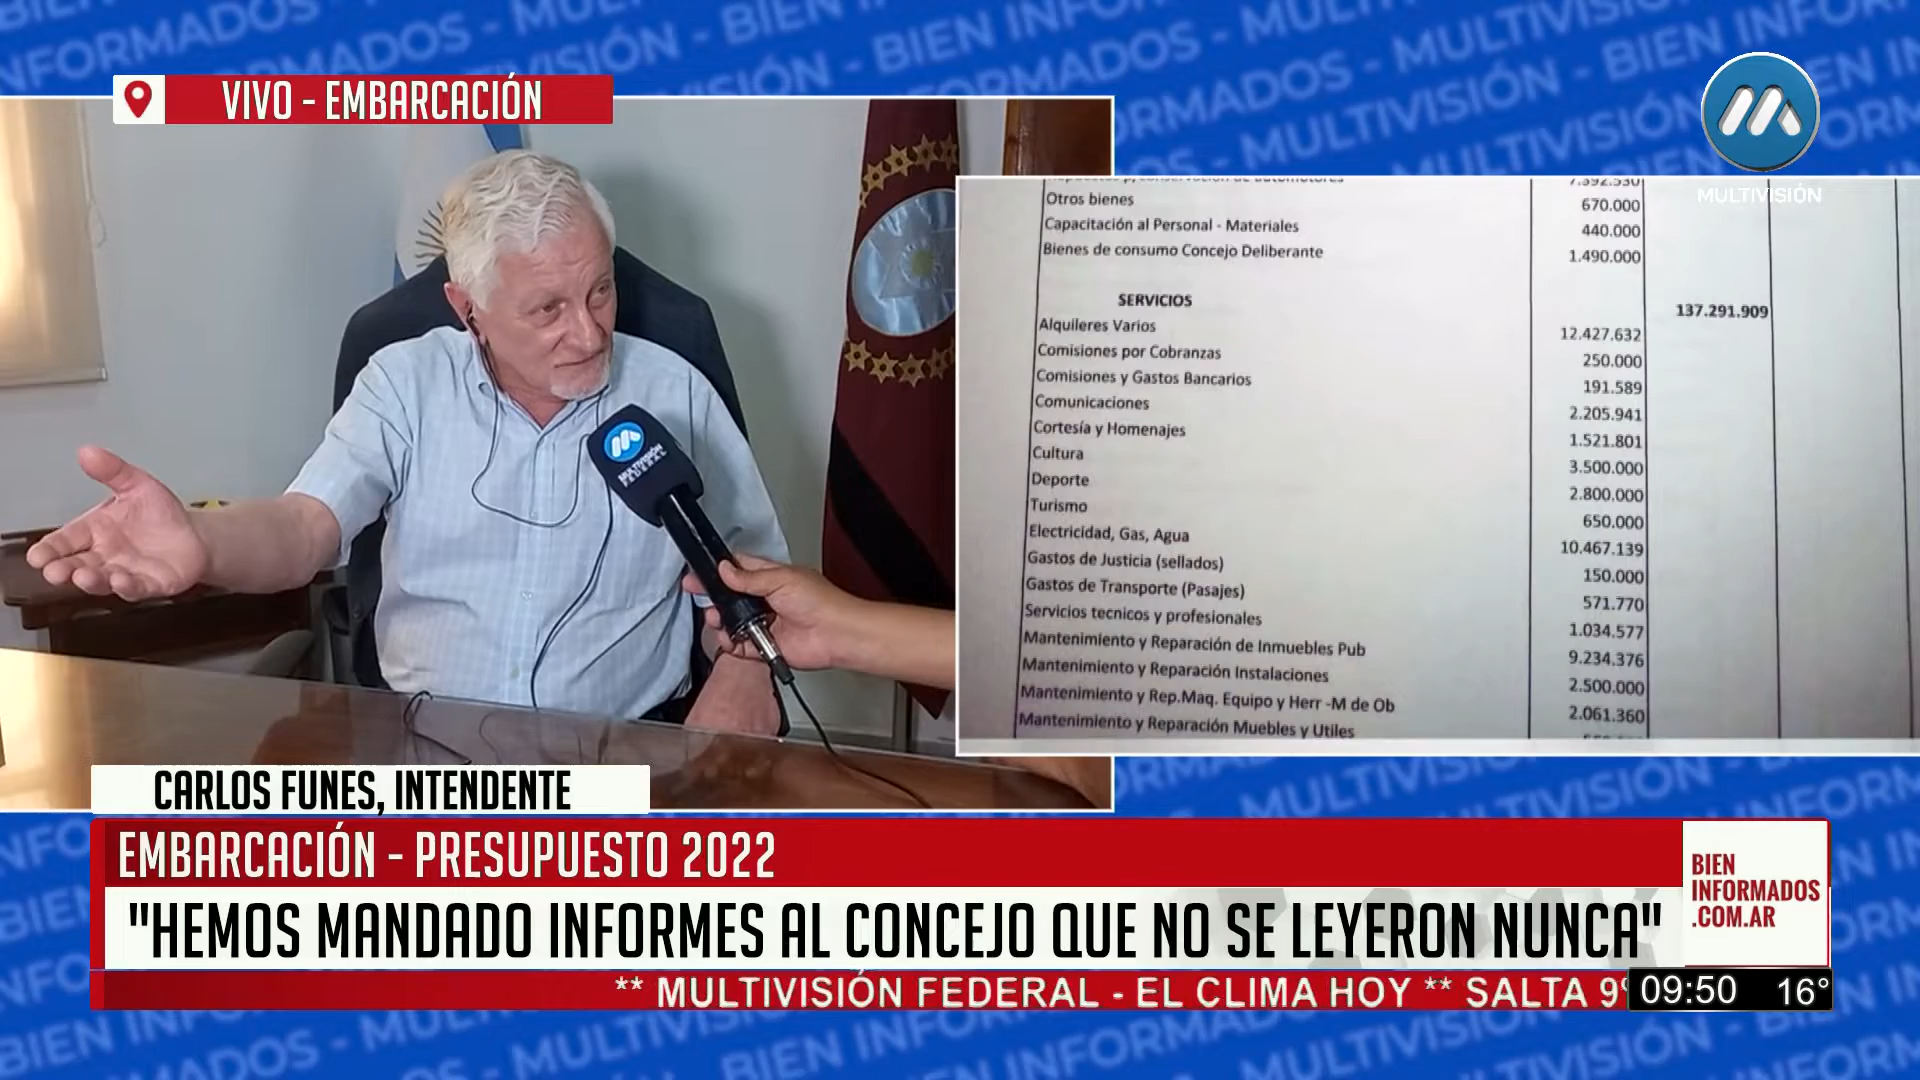 VIVO - EMBARCACIÓN
MULTIVISIÓN
Otros bienes 670.000
Capacitación al Personal - Materiales 440.000
Bienes de consumo Concejo Deliberante 1.490.000
SERVICIOS 137.291.909
Alquileres Varios 12.427.632
Comisiones por Cobranzas 250.000
Comisiones y Gastos Bancarios 191.589
Comunicaciones 2.205.941
Cortesía y Homenajes 1.521.801
Cultura 3.500.000
Deporte 2.800.000
Turismo 650.000
Electricidad, Gas, Agua 10.467.139
Gastos de Justicia (sellados) 150.000
Gastos de Transporte (Pasajes) 571.770
Servicios tecnicos y profesionales 1.034.577
Mantenimiento y Reparación de Inmuebles Pub 9.234.376
Mantenimiento y Reparación Instalaciones 2.500.000
Mantenimiento y Rep.Maq. Equipo y Herr -M de Ob 2.061.360
Mantenimiento y Reparación Muebles y Utiles
MULTIVISIÓN
FEDERAL
CARLOS FUNES, INTENDENTE
EMBARCACIÓN - PRESUPUESTO 2022
"HEMOS MANDADO INFORMES AL CONCEJO QUE NO SE LEYERON NUNCA"
BIEN
INFORMADOS
.COM.AR
** MULTIVISIÓN FEDERAL - EL CLIMA HOY ** SALTA 9°
09:50 16°